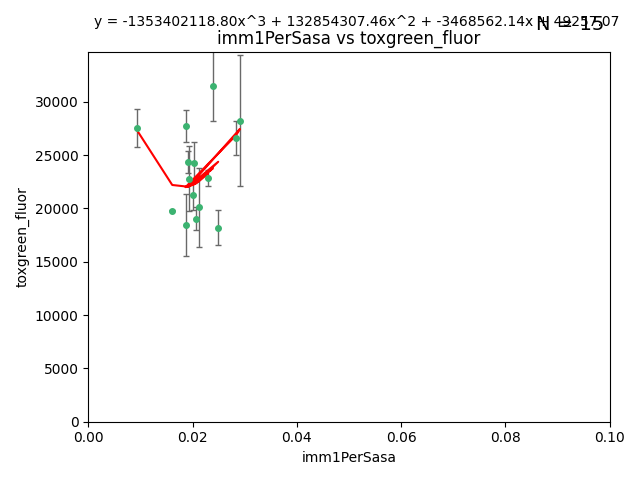 y = -1353402118.80x^3 + 132854307.46x^2 + -3468562.14x + 49257.07
N = 15
imm1PerSasa vs toxgreen_fluor
toxgreen_fluor
30000
25000
20000
15000
10000
5000
0
0.00 0.02 0.04 0.06 0.08 0.10
imm1PerSasa